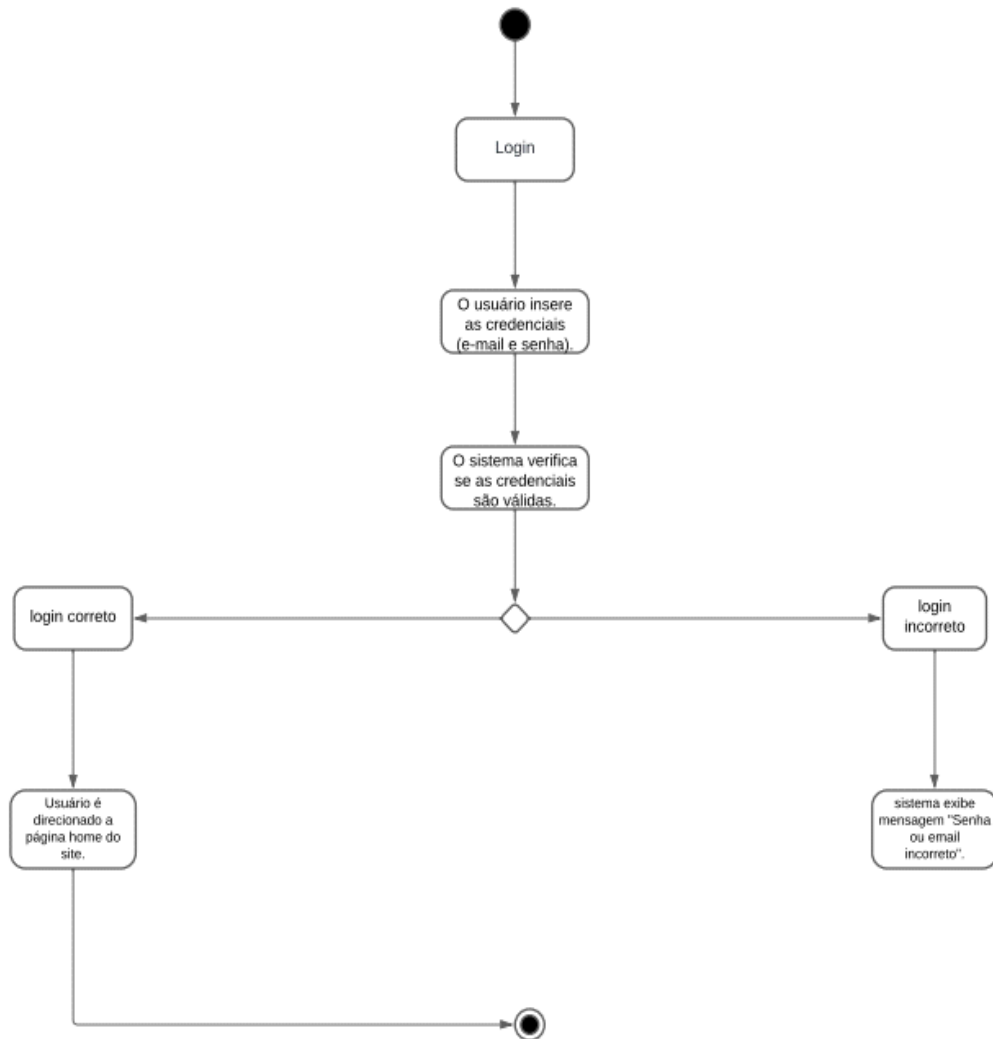 Login
O usuário insere
as credenciais
(e-mail e senha).
O sistema verifica
se as credenciais
são válidas.
login correto
login
incorreto
Usuário é
direcionado a
página home do
site.
sistema exibe
mensagem "Senha
ou email
incorreto".